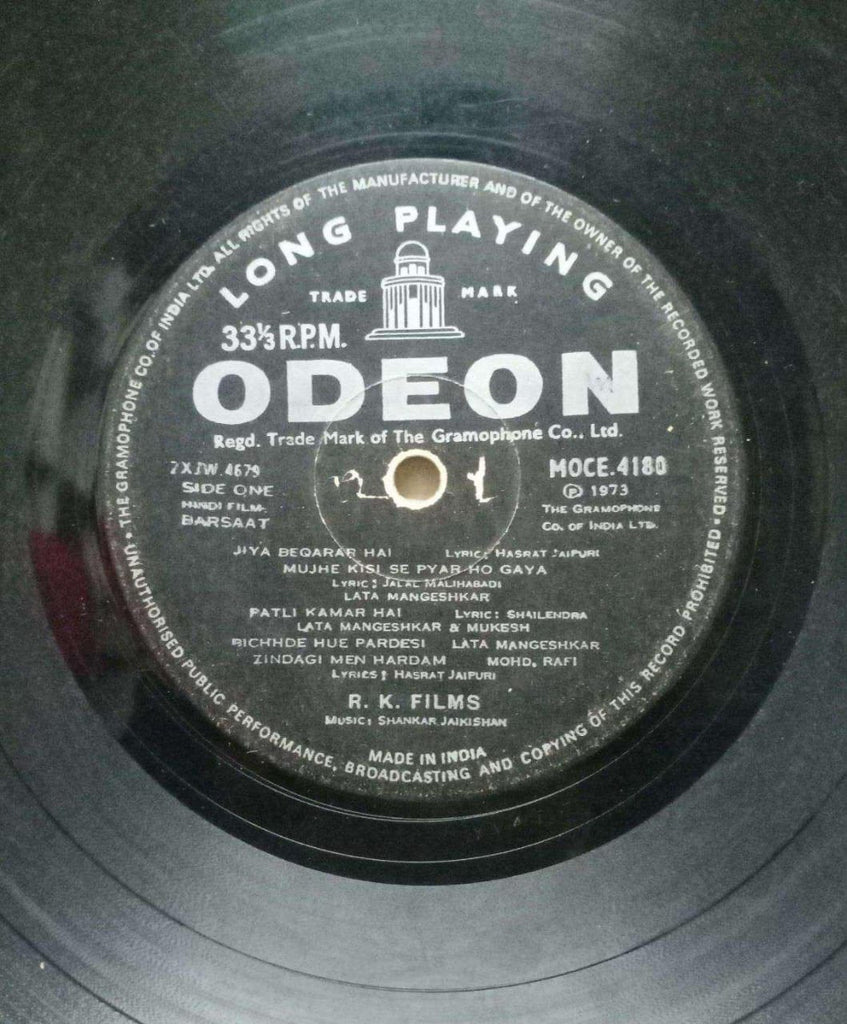 THE GRAMOPHONE CO. OF INDIA LTD. ALL RIGHTS OF THE MANUFACTURER AND OF THE OWNER OF THE RECORDED WORK RESERVED • UNAUTHORISED PUBLIC PERFORMANCE, BROADCASTING AND COPYING OF THIS RECORD PROHIBITED •
LONG PLAYING
TRADE MARK
33⅓ R.P.M.
ODEON
Regd. Trade Mark of The Gramophone Co., Ltd.
2XJW.4679
MOCE.4180
SIDE ONE
Ⓟ 1973
HINDI FILM:
THE GRAMOPHONE
BARSAAT
CO. OF INDIA LTD.
JIYA BEQARAR HAI LYRIC: HASRAT JAIPURI
MUJHE KISI SE PYAR HO GAYA
LYRIC: JALAL MALIHABADI
LATA MANGESHKAR
PATLI KAMAR HAI LYRIC: SHAILENDRA
LATA MANGESHKAR & MUKESH
BICHHDE HUE PARDESI LATA MANGESHKAR
ZINDAGI MEN HARDAM MOHD. RAFI
LYRICS: HASRAT JAIPURI
R. K. FILMS
MUSIC: SHANKAR JAIKISHAN
MADE IN INDIA